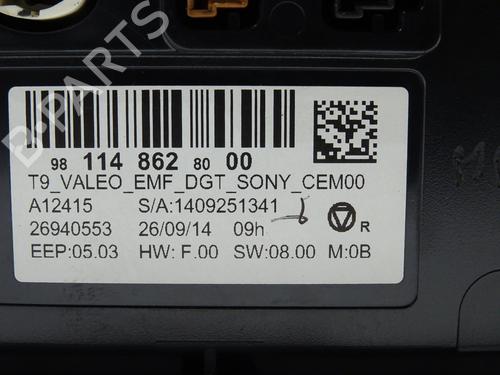 98 114 862 80 00
T9_VALEO_EMF_DGT_SONY_CEM00
A12415 S/A:1409251341
26940553 26/09/14 09h R
EEP:05.03 HW: F.00 SW:08.00 M:0B
B-PARTS